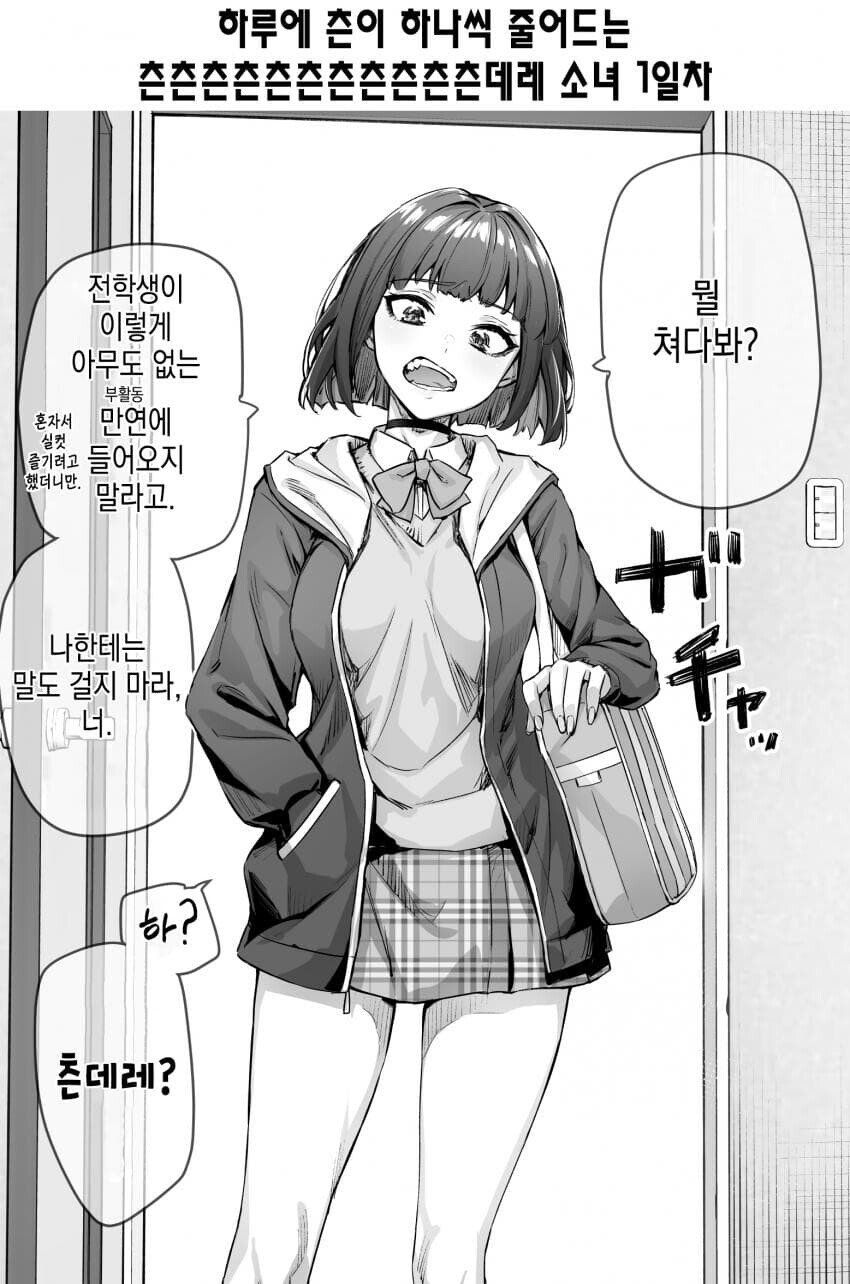 하루에 츤이 하나씩 줄어드는
츤츤츤츤츤츤츤츤츤츤츤데레 소녀 1일차
뭘
쳐다봐?
ガ
チャッ
전학생이
이렇게
아무도 없는
부활동
만연에
들어오지
말라고.
혼자서
실컷
즐기려고
했더니만.
나한테는
말도 걸지 마라,
너.
하?
츤데레?